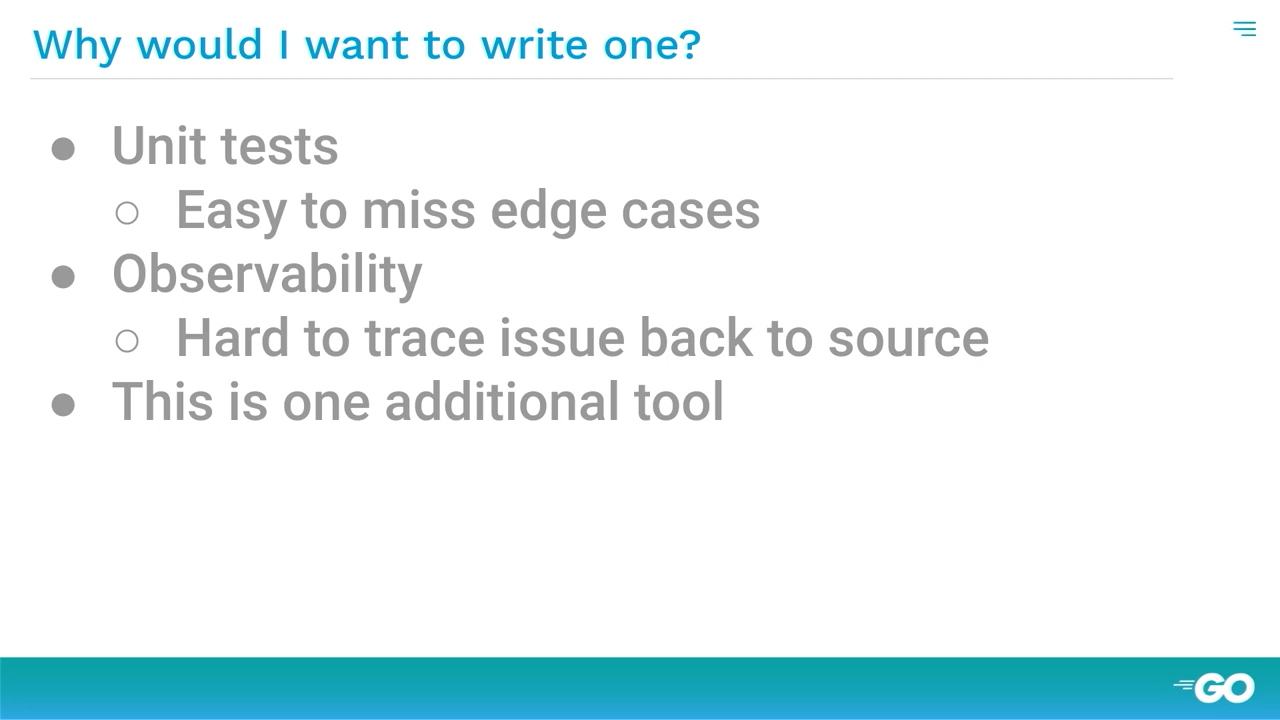 Why would I want to write one?
● Unit tests
○ Easy to miss edge cases
● Observability
○ Hard to trace issue back to source
● This is one additional tool
GO